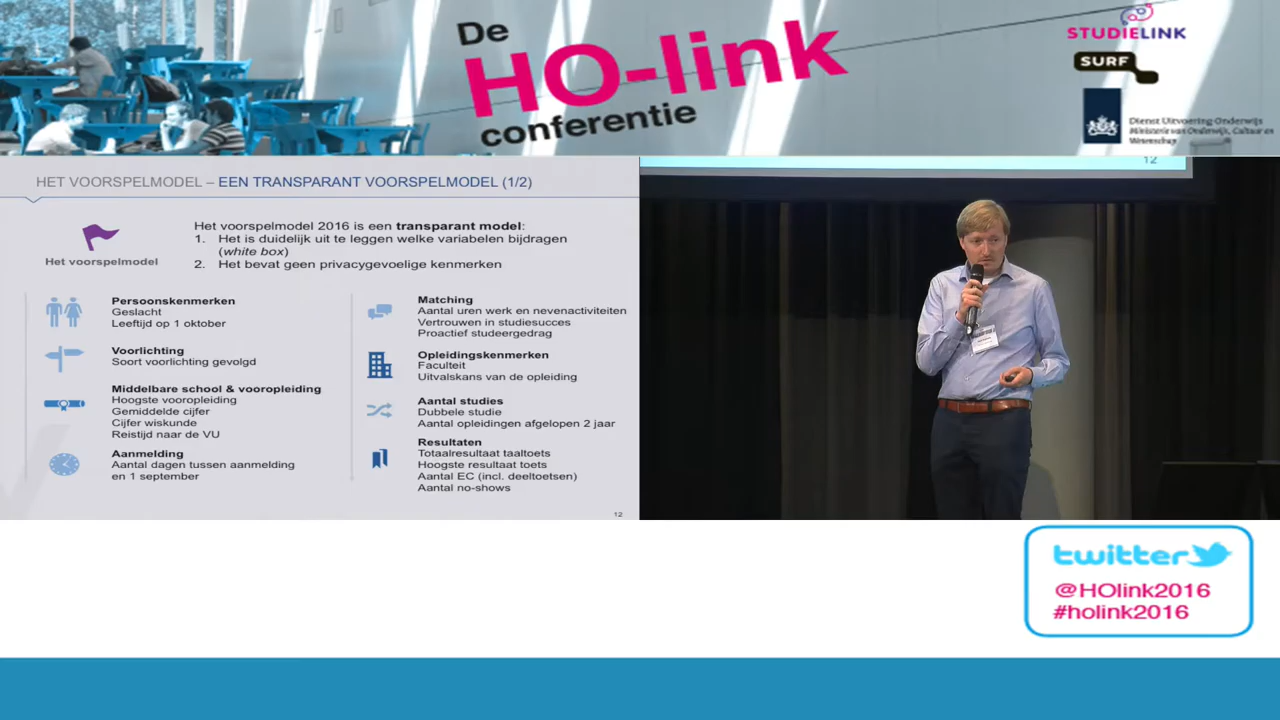 De
HO-link
conferentie
STUDIELINK
SURF
Dienst Uitvoering Onderwijs
Ministerie van Onderwijs, Cultuur en
Wetenschap
HET VOORSPELMODEL – EEN TRANSPARANT VOORSPELMODEL (1/2)
Het voorspelmodel
Het voorspelmodel 2016 is een transparant model:
1. Het is duidelijk uit te leggen welke variabelen bijdragen
(white box)
2. Het bevat geen privacygevoelige kenmerken
Persoonskenmerken
Geslacht
Leeftijd op 1 oktober
Voorlichting
Soort voorlichting gevolgd
Middelbare school & vooropleiding
Hoogste vooropleiding
Gemiddelde cijfer
Cijfer wiskunde
Reistijd naar de VU
Aanmelding
Aantal dagen tussen aanmelding
en 1 september
Matching
Aantal uren werk en nevenactiviteiten
Vertrouwen in studiesucces
Proactief studeergedrag
Opleidingskenmerken
Faculteit
Uitvalskans van de opleiding
Aantal studies
Dubbele studie
Aantal opleidingen afgelopen 2 jaar
Resultaten
Totaalresultaat taaltoets
Hoogste resultaat toets
Aantal EC (incl. deeltoetsen)
Aantal no-shows
12
12
twitter
@HOlink2016
#holink2016